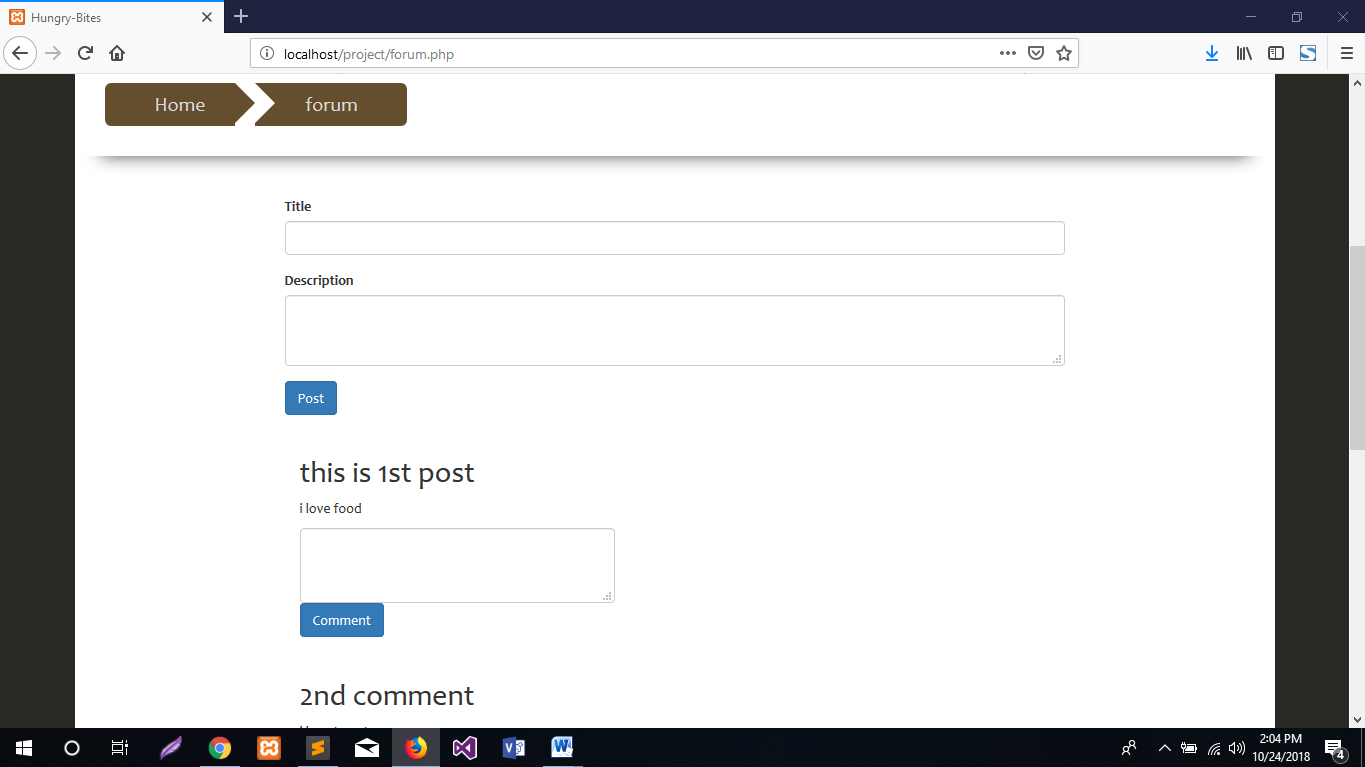 Hungry-Bites
localhost/project/forum.php
Home
forum
Title
Description
Post
this is 1st post
i love food
Comment
2nd comment
2:04 PM
10/24/2018
4